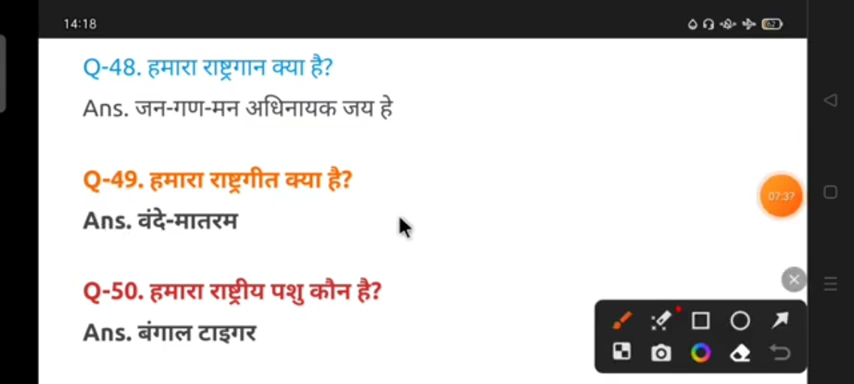 14:18
Q-48. हमारा राष्ट्रगान क्या है?
Ans. जन-गण-मन अधिनायक जय हे
Q-49. हमारा राष्ट्रगीत क्या है?
Ans. वंदे-मातरम
07:37
Q-50. हमारा राष्ट्रीय पशु कौन है?
Ans. बंगाल टाइगर